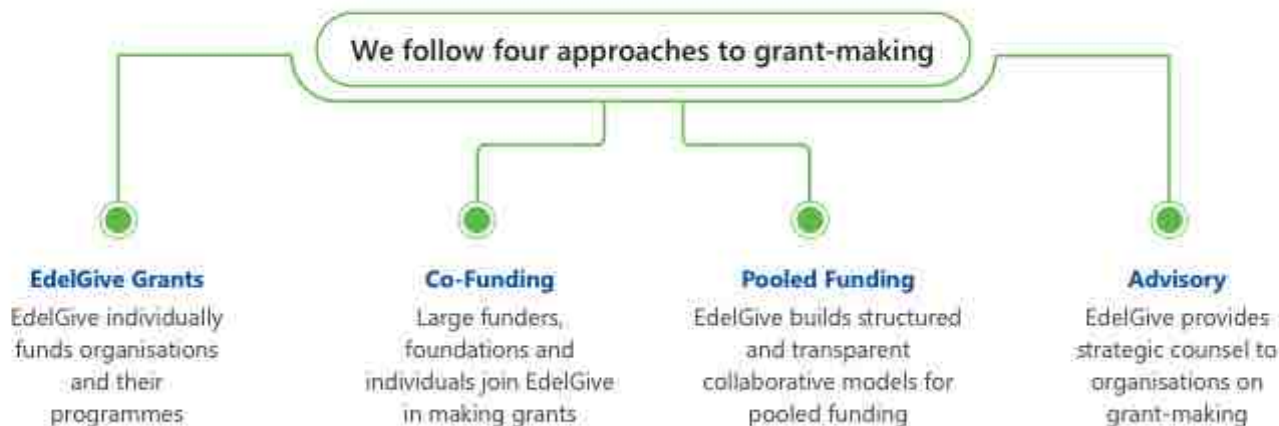 We follow four approaches to grant-making
EdelGive Grants
EdelGive individually
funds organisations
and their
programmes
Co-Funding
Large funders,
foundations and
individuals join EdelGive
in making grants
Pooled Funding
EdelGive builds structured
and transparent
collaborative models for
pooled funding
Advisory
EdelGive provides
strategic counsel to
organisations on
grant-making